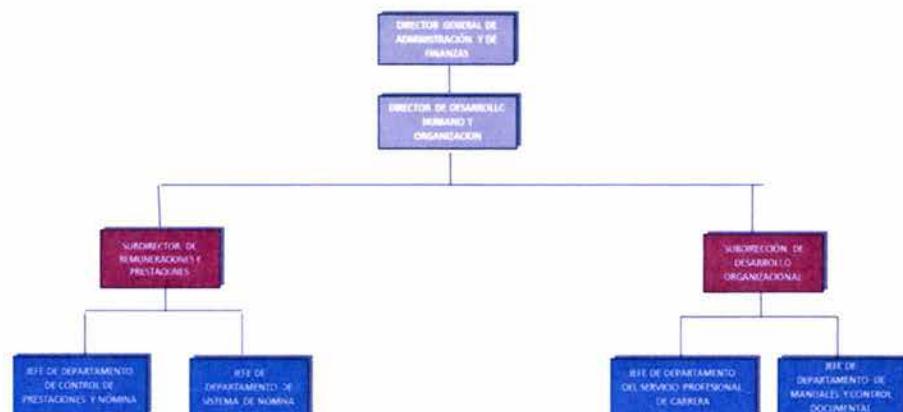 DIRECTOR GENERAL DE
ADMINISTRACIÓN Y DE
FINANZAS
DIRECTOR DE DESARROLLO
HUMANO Y
ORGANIZACION
SUBDIRECTOR DE
REMUNERACIONES Y
PRESTACIONES
SUBDIRECCIÓN DE
DESARROLLO
ORGANIZACIONAL
JEFE DE DEPARTAMENTO
DE CONTROL DE
PRESTACIONES Y NOMINA
JEFE DE
DEPARTAMENTO DE
SISTEMA DE NOMINA
JEFE DE DEPARTAMENTO
DEL SERVICIO PROFESIONAL
DE CARRERA
JEFE DE
DEPARTAMENTO DE
MANUALES Y CONTROL
DOCUMENTAL